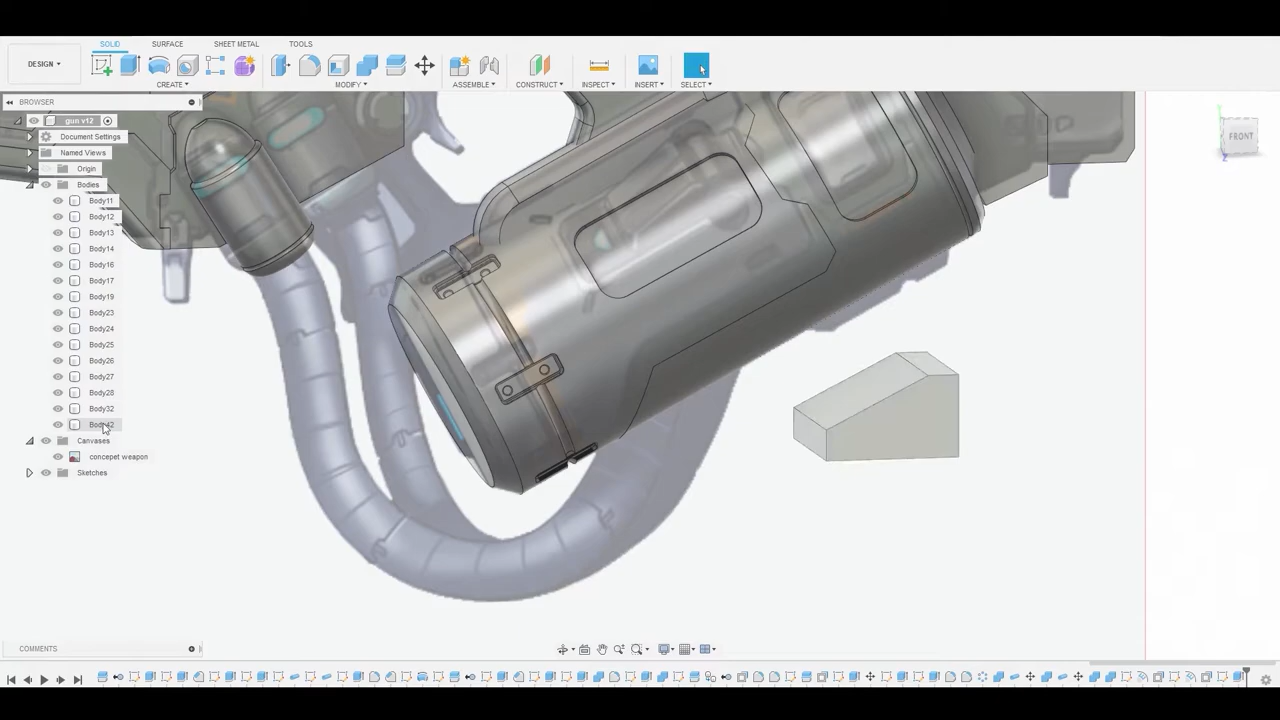 SOLID SURFACE SHEET METAL TOOLS
DESIGN
CREATE MODIFY ASSEMBLE CONSTRUCT INSPECT INSERT SELECT
BROWSER
gun v12
Document Settings
Named Views
Origin
Bodies
Body11
Body12
Body13
Body14
Body16
Body17
Body19
Body23
Body24
Body25
Body26
Body27
Body28
Body32
Body42
Canvases
concepet weapon
Sketches
FRONT
Y
Z
COMMENTS